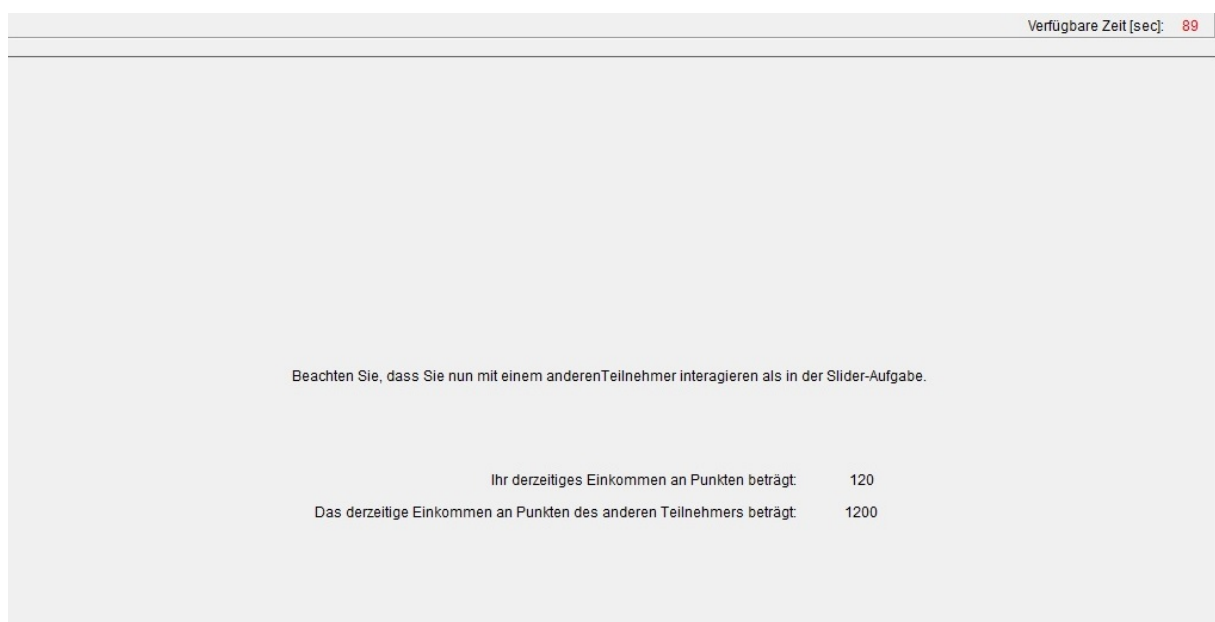 Verfügbare Zeit [sec]: 89
Beachten Sie, dass Sie nun mit einem anderenTeilnehmer interagieren als in der Slider-Aufgabe.
Ihr derzeitiges Einkommen an Punkten beträgt: 120
Das derzeitige Einkommen an Punkten des anderen Teilnehmers beträgt: 1200